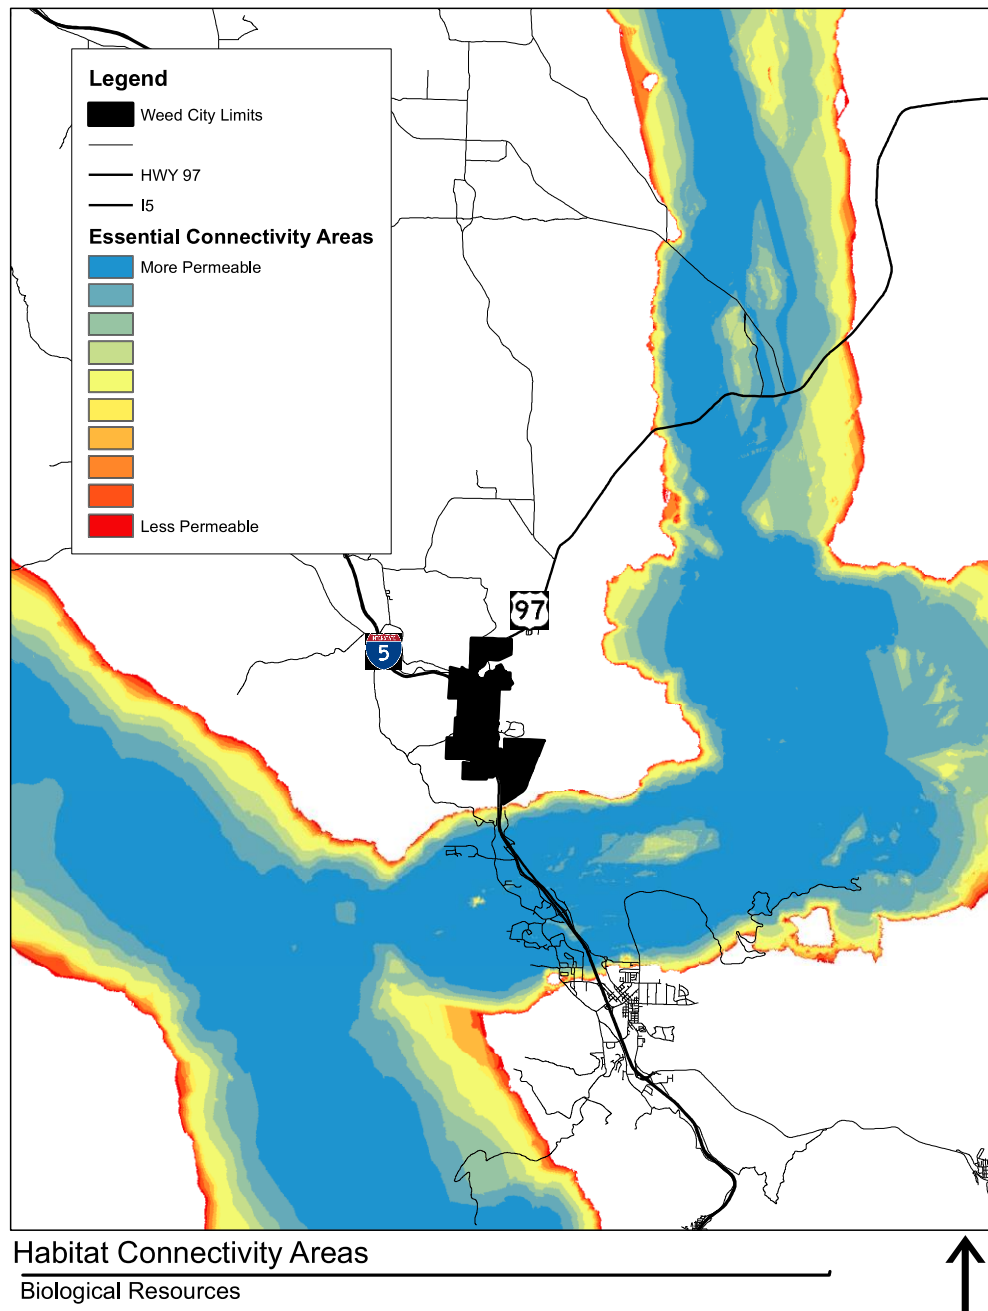 Legend
Weed City Limits
HWY 97
I5
Essential Connectivity Areas
More Permeable
Less Permeable
97
5
Habitat Connectivity Areas
Biological Resources